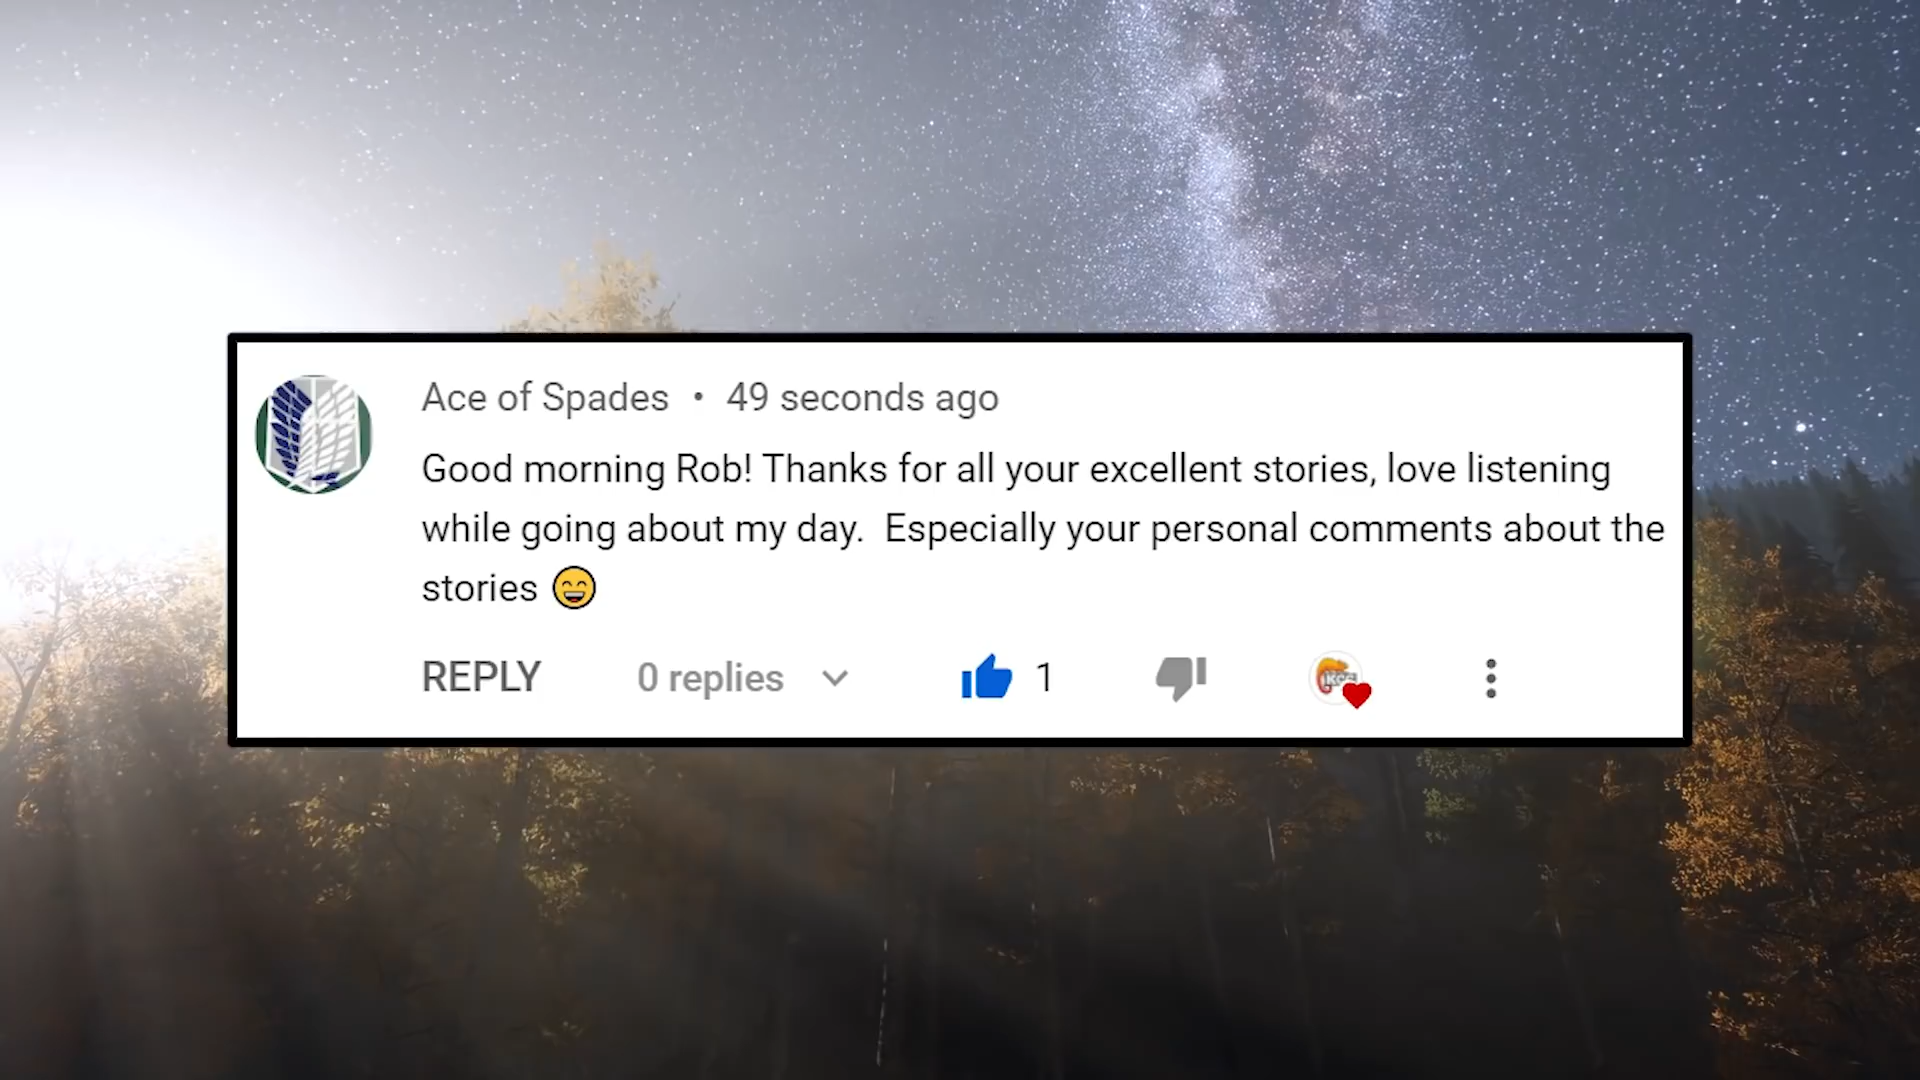 Ace of Spades • 49 seconds ago
Good morning Rob! Thanks for all your excellent stories, love listening
while going about my day.  Especially your personal comments about the
stories 😄
REPLY 0 replies 1